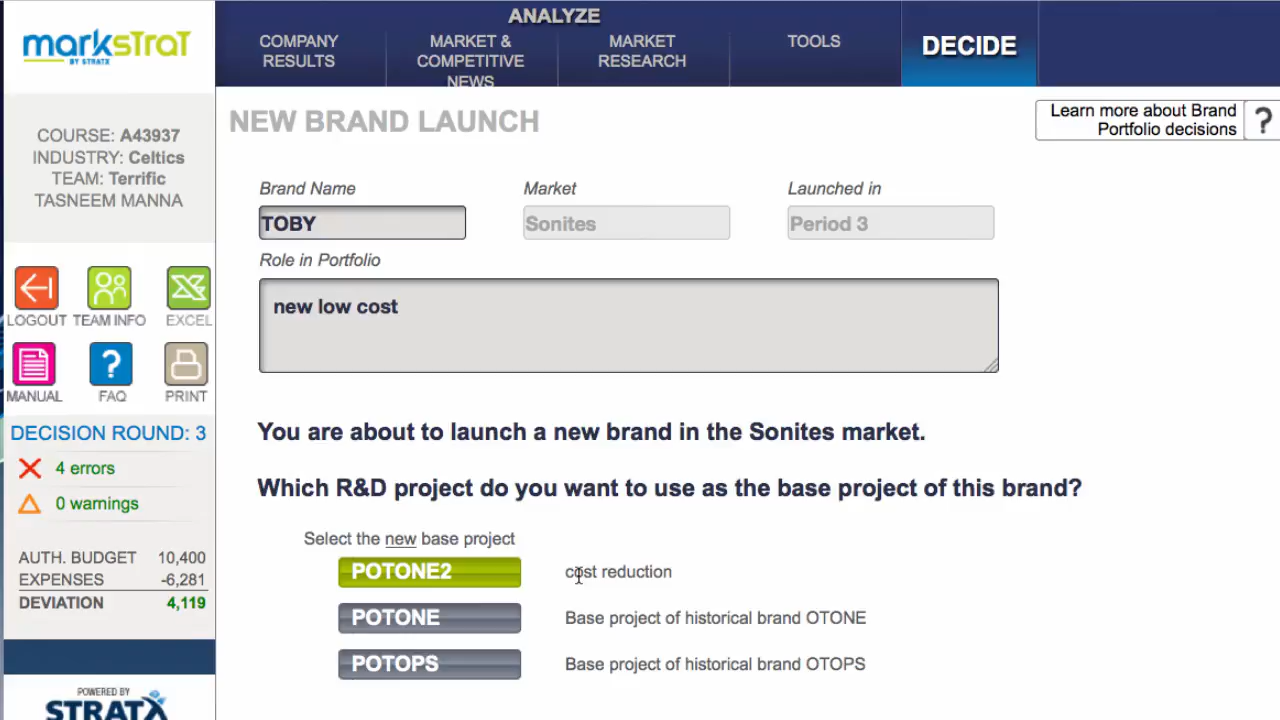 markstrat
BY STRATX
ANALYZE
COMPANY RESULTS
MARKET & COMPETITIVE NEWS
MARKET RESEARCH
TOOLS
DECIDE
COURSE: A43937
INDUSTRY: Celtics
TEAM: Terrific
TASNEEM MANNA
LOGOUT
TEAM INFO
EXCEL
MANUAL
FAQ
PRINT
DECISION ROUND: 3
4 errors
0 warnings
AUTH. BUDGET 10,400
EXPENSES -6,281
DEVIATION 4,119
POWERED BY
STRATX
NEW BRAND LAUNCH
Learn more about Brand
Portfolio decisions
?
Brand Name
Market
Launched in
TOBY
Sonites
Period 3
Role in Portfolio
new low cost
You are about to launch a new brand in the Sonites market.
Which R&D project do you want to use as the base project of this brand?
Select the new base project
POTONE2 cost reduction
POTONE Base project of historical brand OTONE
POTOPS Base project of historical brand OTOPS